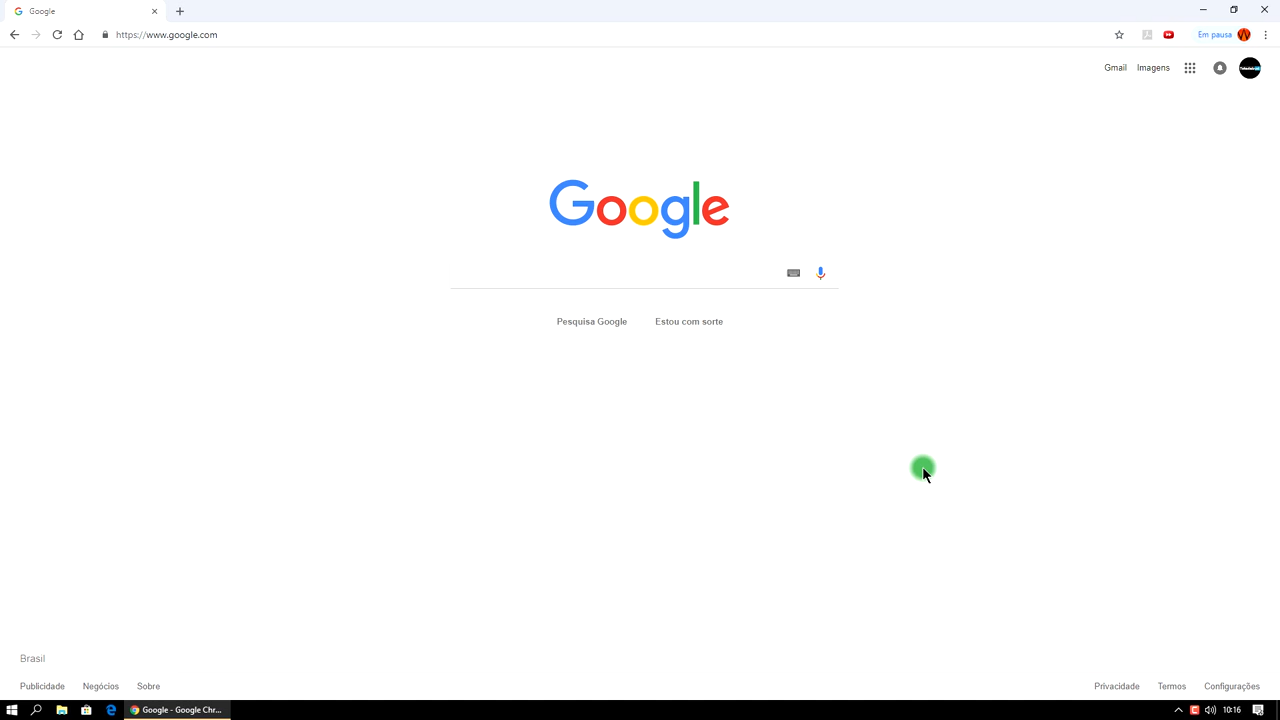 Google
https://www.google.com
Em pausa
Gmail
Imagens
Google
Pesquisa Google
Estou com sorte
Brasil
Publicidade
Negócios
Sobre
Privacidade
Termos
Configurações
Google - Google Chr...
10:16